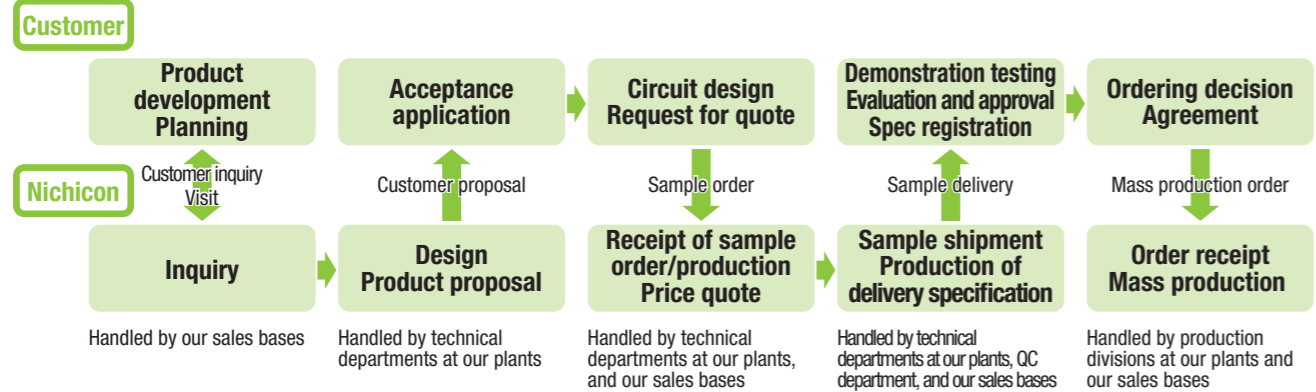 Customer
Product
development
Planning
Acceptance
application
Circuit design
Request for quote
Demonstration testing
Evaluation and approval
Spec registration
Ordering decision
Agreement
Nichicon
Customer inquiry
Visit
Customer proposal
Sample order
Sample delivery
Mass production order
Inquiry
Design
Product proposal
Receipt of sample
order/production
Price quote
Sample shipment
Production of
delivery specification
Order receipt
Mass production
Handled by our sales bases
Handled by technical
departments at our plants
Handled by technical
departments at our plants,
and our sales bases
Handled by technical
departments at our plants, QC
department, and our sales bases
Handled by production
divisions at our plants and
our sales bases